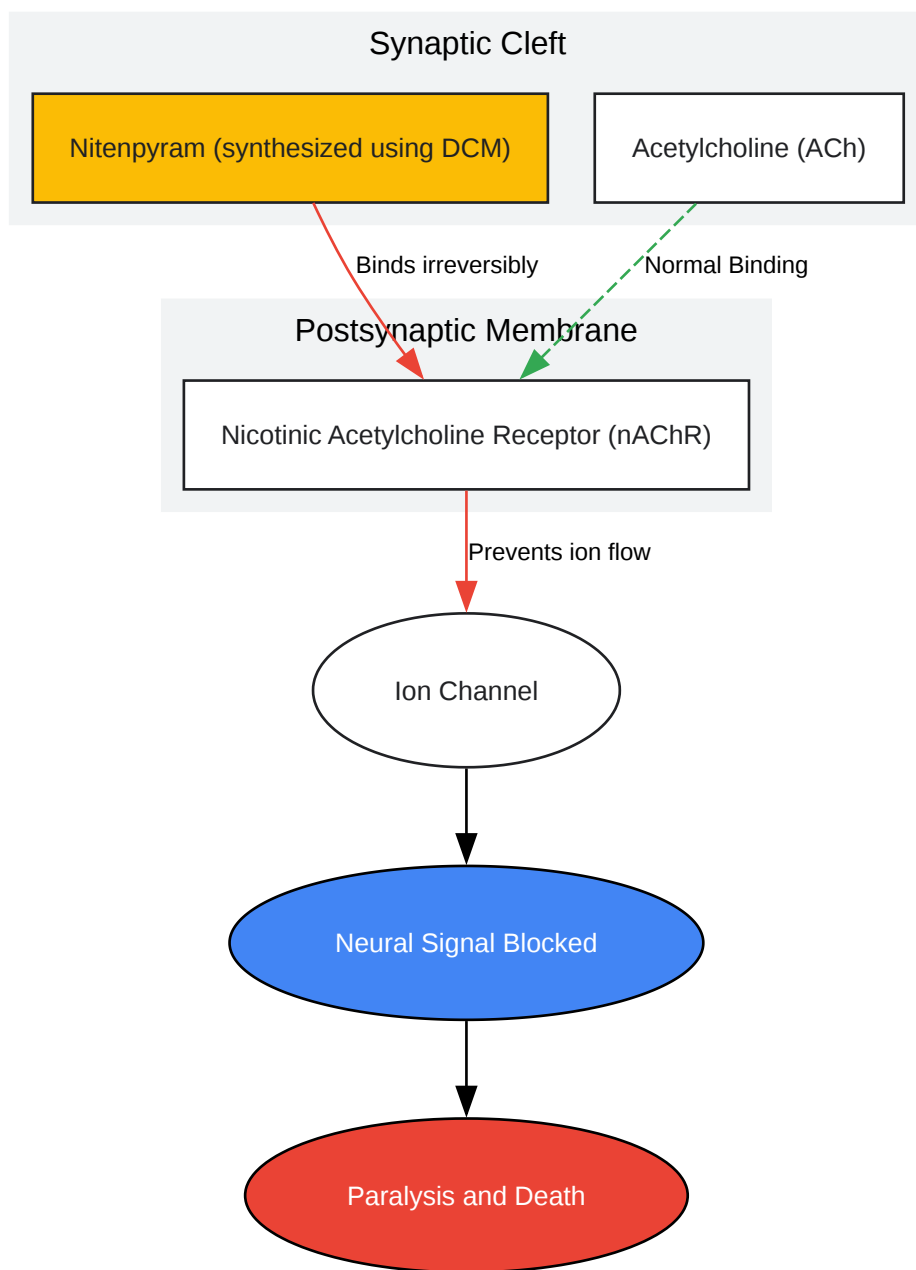 Synaptic Cleft
Nitenpyram (synthesized using DCM)
Acetylcholine (ACh)
Binds irreversibly
Normal Binding
Postsynaptic Membrane
Nicotinic Acetylcholine Receptor (nAChR)
Prevents ion flow
Ion Channel
Neural Signal Blocked
Paralysis and Death